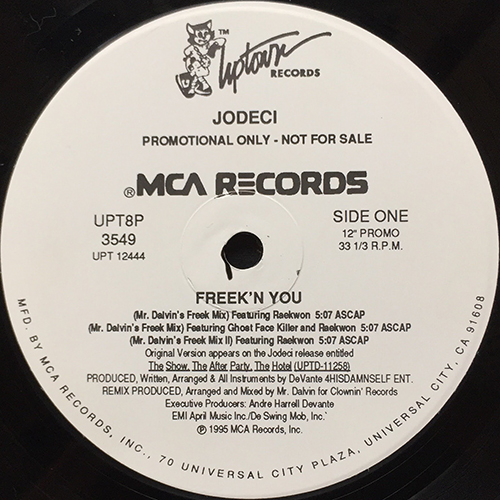 ™
Uptown
RECORDS
JODECI
PROMOTIONAL ONLY - NOT FOR SALE
®MCA RECORDS
UPT8P
3549
UPT 12444
SIDE ONE
12" PROMO
33 1/3 R.P.M.
FREEK'N YOU
(Mr. Dalvin's Freek Mix) Featuring Raekwon 5:07 ASCAP
(Mr. Dalvin's Freek Mix) Featuring Ghost Face Killer and Raekwon 5:07 ASCAP
(Mr. Dalvin's Freek Mix II) Featuring Raekwon 5:07 ASCAP
Original Version appears on the Jodeci release entitled
The Show, The After Party, The Hotel (UPTD-11258)
PRODUCED, Written, Arranged & All Instruments by DeVante 4HISDAMNSELF ENT.
REMIX PRODUCED, Arranged and Mixed by Mr. Dalvin for Clownin' Records
Executive Producers: Andre Harrell Devante
EMI April Music Inc./De Swing Mob, Inc.
℗ 1995 MCA Records, Inc.
MFD. BY MCA RECORDS, INC., 70 UNIVERSAL CITY PLAZA, UNIVERSAL CITY, CA 91608